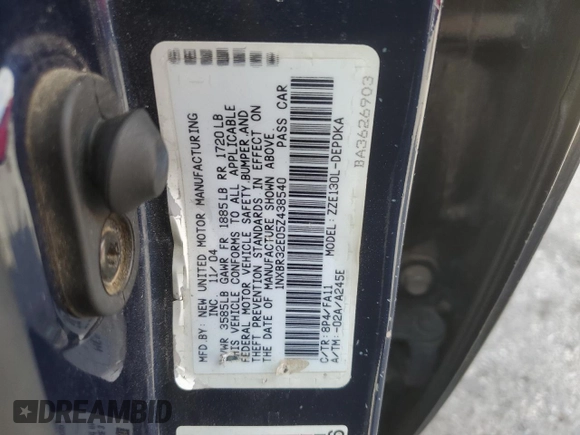 MFD BY: NEW UNITED MOTOR MANUFACTURING
INC 11/04
GVWR 3585LB GAWR FR 1885LB RR 1720LB
THIS VEHICLE CONFORMS TO ALL APPLICABLE
FEDERAL MOTOR VEHICLE SAFETY, BUMPER, AND
THEFT PREVENTION STANDARDS IN EFFECT ON
THE DATE OF MANUFACTURE SHOWN ABOVE.
1NXBR32E05Z438540 PASS CAR
C/TR: 8P4/FA11 MODEL: ZZE130L-DEPDKA
A/TM: -02A/A245E
BA3626903
DREAMBID